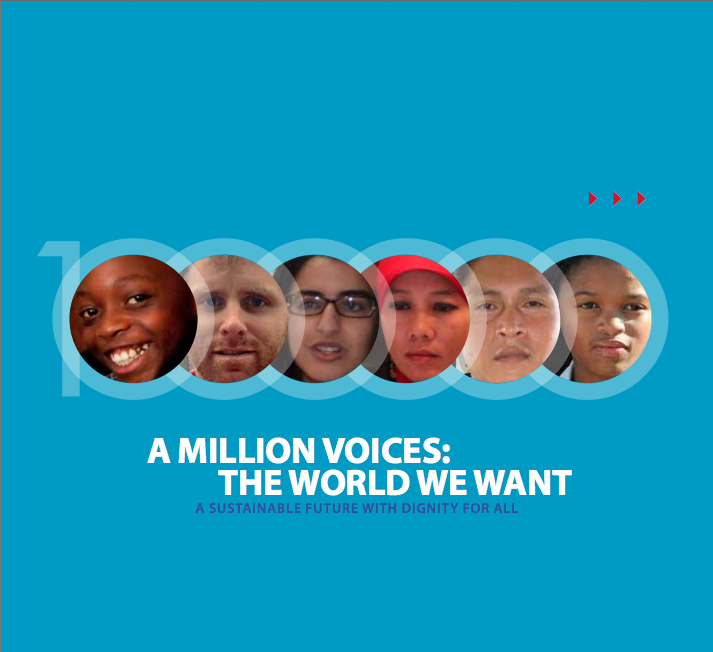 1000000
A MILLION VOICES:
THE WORLD WE WANT
A SUSTAINABLE FUTURE WITH DIGNITY FOR ALL